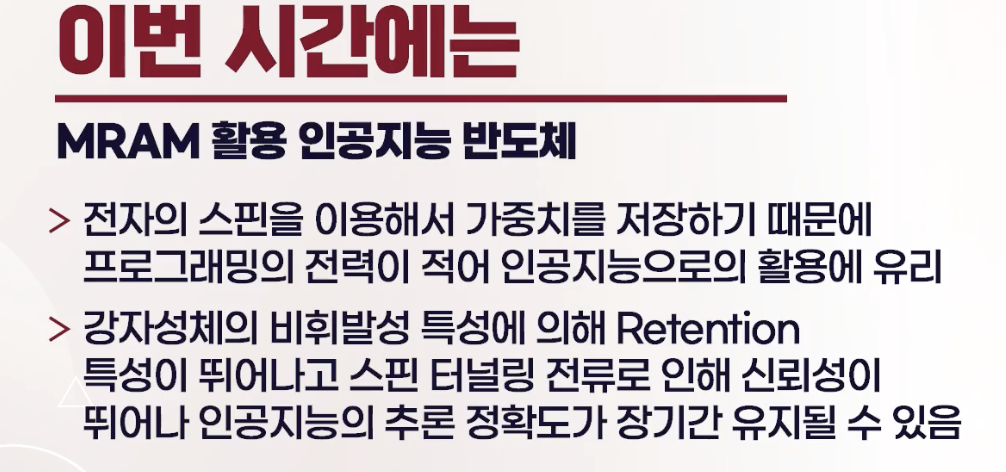 이번 시간에는
MRAM 활용 인공지능 반도체
> 전자의 스핀을 이용해서 가중치를 저장하기 때문에
프로그래밍의 전력이 적어 인공지능으로의 활용에 유리
> 강자성체의 비휘발성 특성에 의해 Retention
특성이 뛰어나고 스핀 터널링 전류로 인해 신뢰성이
뛰어나 인공지능의 추론 정확도가 장기간 유지될 수 있음